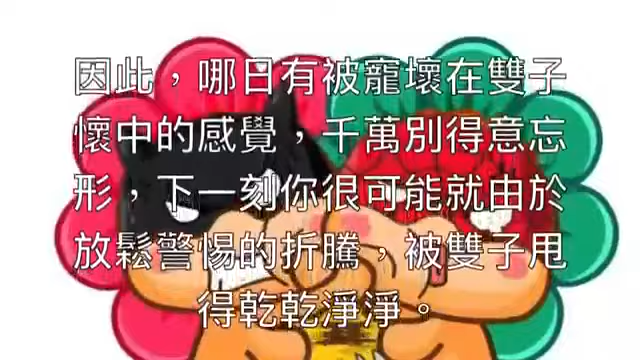 因此，哪日有被寵壞在雙子
懷中的感覺，千萬別得意忘
形，下一刻你很可能就由於
放鬆警惕的折騰，被雙子甩
得乾乾淨淨。